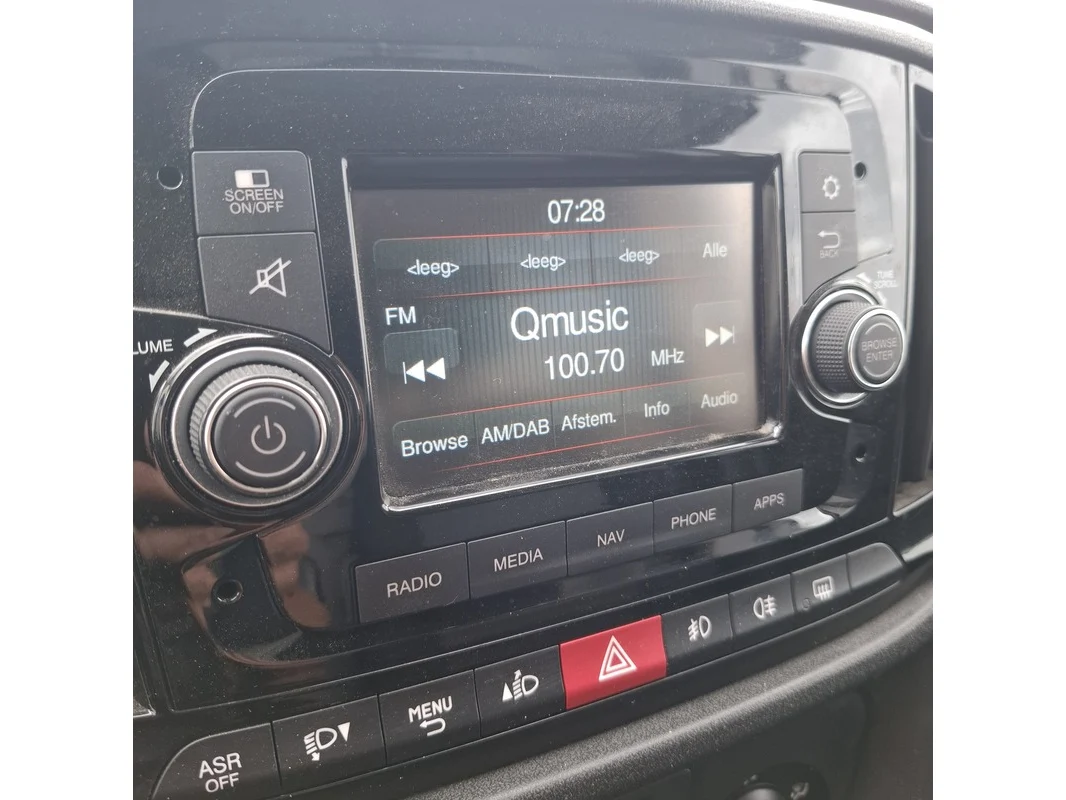 SCREEN
ON/OFF
07:28
<leeg> <leeg> <leeg> Alle
FM
Qmusic
100.70 MHz
Browse AM/DAB Afstem. Info Audio
BACK
TUNE
SCROLL
BROWSE
ENTER
LUME
RADIO MEDIA NAV PHONE APPS
MENU
ASR
OFF